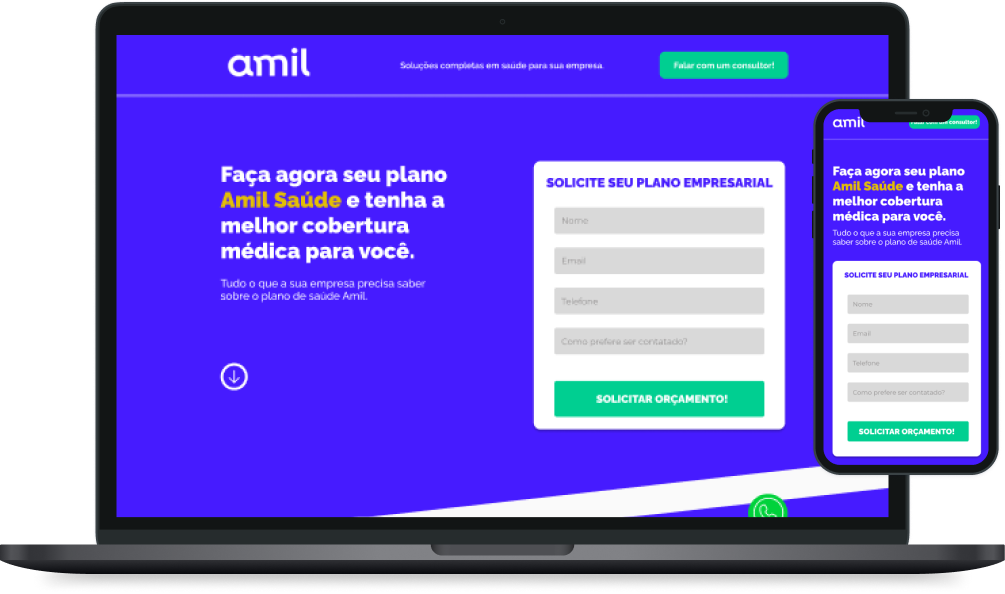 amil
Soluções completas em saúde para sua empresa.
Falar com um consultor!
Faça agora seu plano
Amil Saúde e tenha a
melhor cobertura
médica para você.
Tudo o que a sua empresa precisa saber
sobre o plano de saúde Amil.
SOLICITE SEU PLANO EMPRESARIAL
Nome
Email
Telefone
Como prefere ser contatado?
SOLICITAR ORÇAMENTO!
amil
Falar com um consultor!
Faça agora seu plano
Amil Saúde e tenha a
melhor cobertura
médica para você.
Tudo o que a sua empresa precisa
saber sobre o plano de saúde Amil.
SOLICITE SEU PLANO EMPRESARIAL
Nome
Email
Telefone
Como prefere ser contatado?
SOLICITAR ORÇAMENTO!